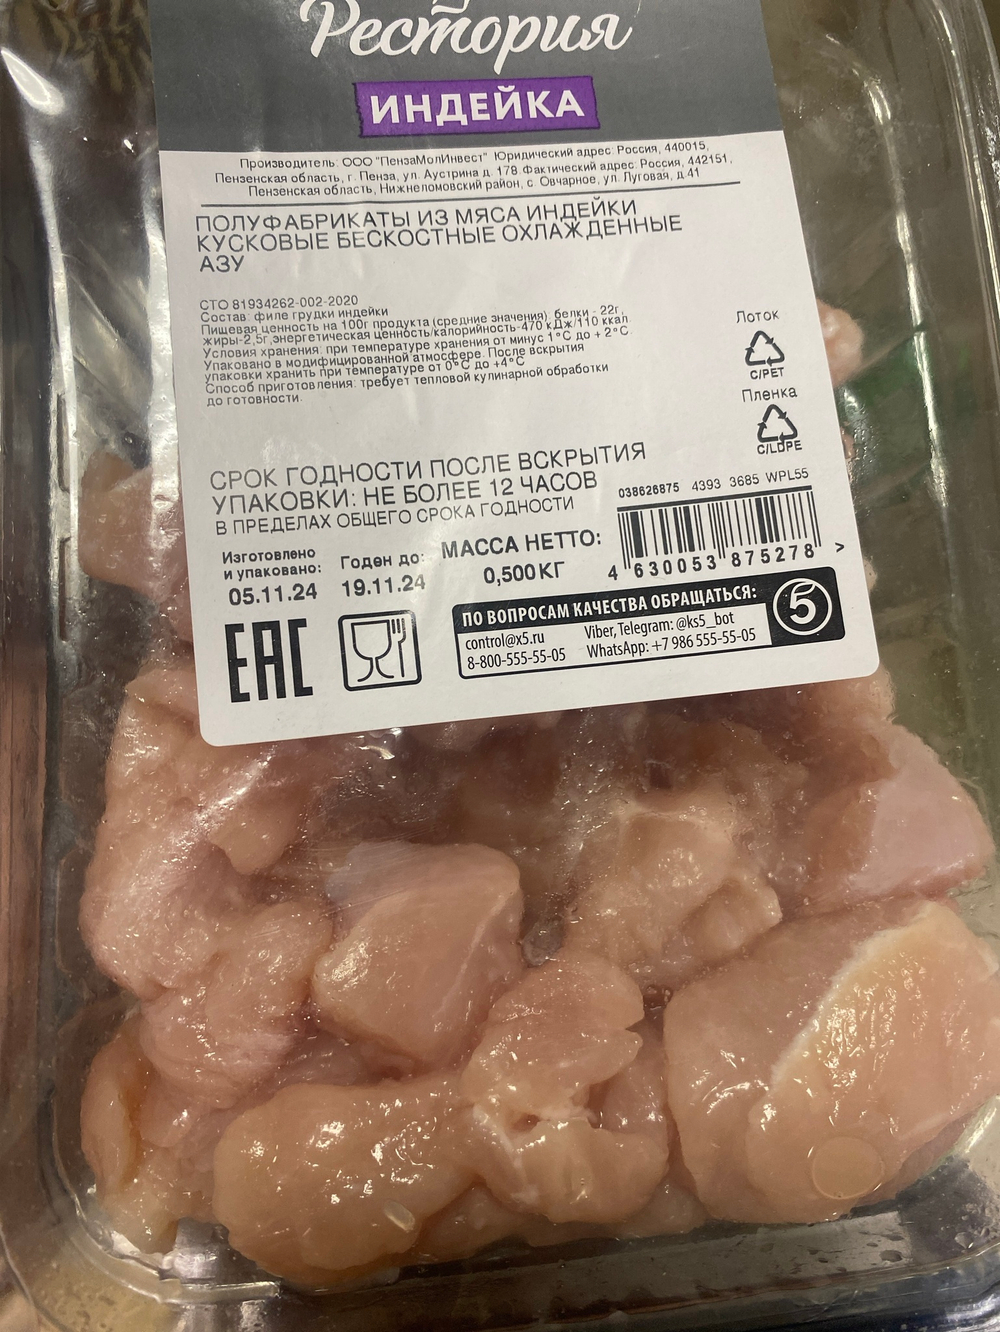 Рестория
ИНДЕЙКА
Производитель: ООО "ПензаМолИнвест" Юридический адрес: Россия, 440015,
Пензенская область, г. Пенза, ул. Аустрина д. 178.Фактический адрес: Россия, 442151,
Пензенская область, Нижнеломовский район, с. Овчарное, ул. Луговая, д.41
ПОЛУФАБРИКАТЫ ИЗ МЯСА ИНДЕЙКИ
КУСКОВЫЕ БЕСКОСТНЫЕ ОХЛАЖДЕННЫЕ
АЗУ
СТО 81934262-002-2020
Состав: филе грудки индейки
Пищевая ценность на 100г продукта (средние значения): белки - 22г,
жиры-2,5г,энергетическая ценность/калорийность-470 кДж/110 ккал.
Условия хранения: при температуре хранения от минус 1°С до + 2°С.
Упаковано в модифицированной атмосфере. После вскрытия
упаковки хранить при температуре от 0°С до +4°С
Способ приготовления: требует тепловой кулинарной обработки
до готовности.
Лоток
C/PET
Пленка
C/LDPE
СРОК ГОДНОСТИ ПОСЛЕ ВСКРЫТИЯ
УПАКОВКИ: НЕ БОЛЕЕ 12 ЧАСОВ
В ПРЕДЕЛАХ ОБЩЕГО СРОКА ГОДНОСТИ
038626875 4393 3685 WPL55
4 630053 875278 >
Изготовлено
и упаковано:
05.11.24
Годен до:
19.11.24
МАССА НЕТТО:
0,500КГ
EAC
ПО ВОПРОСАМ КАЧЕСТВА ОБРАЩАТЬСЯ:
control@x5.ru
8-800-555-55-05
Viber,Telegram: @ks5_bot
WhatsApp: +7 986 555-55-05
5